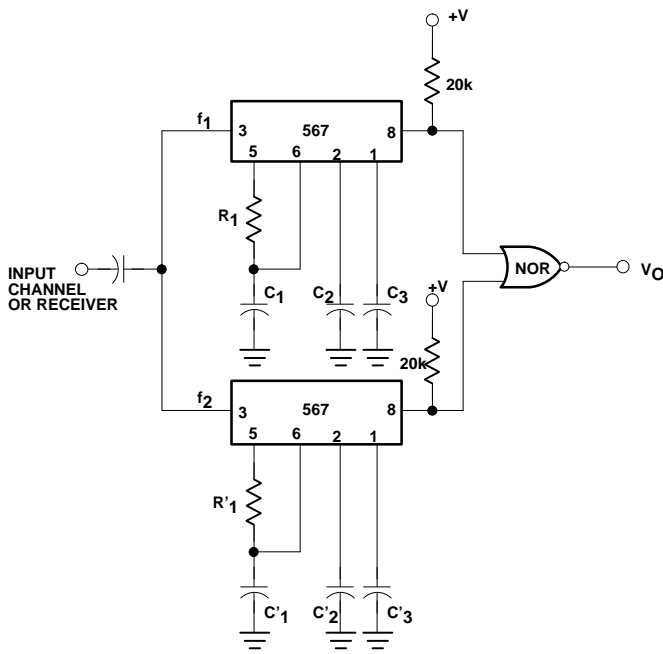 +V
20k
f1
3 567 8
5 6 2 1
R1
INPUT
CHANNEL
OR RECEIVER
C1 C2 C3
NOR
VO
+V
20k
f2
3 567 8
5 6 2 1
R'1
C'1 C'2 C'3